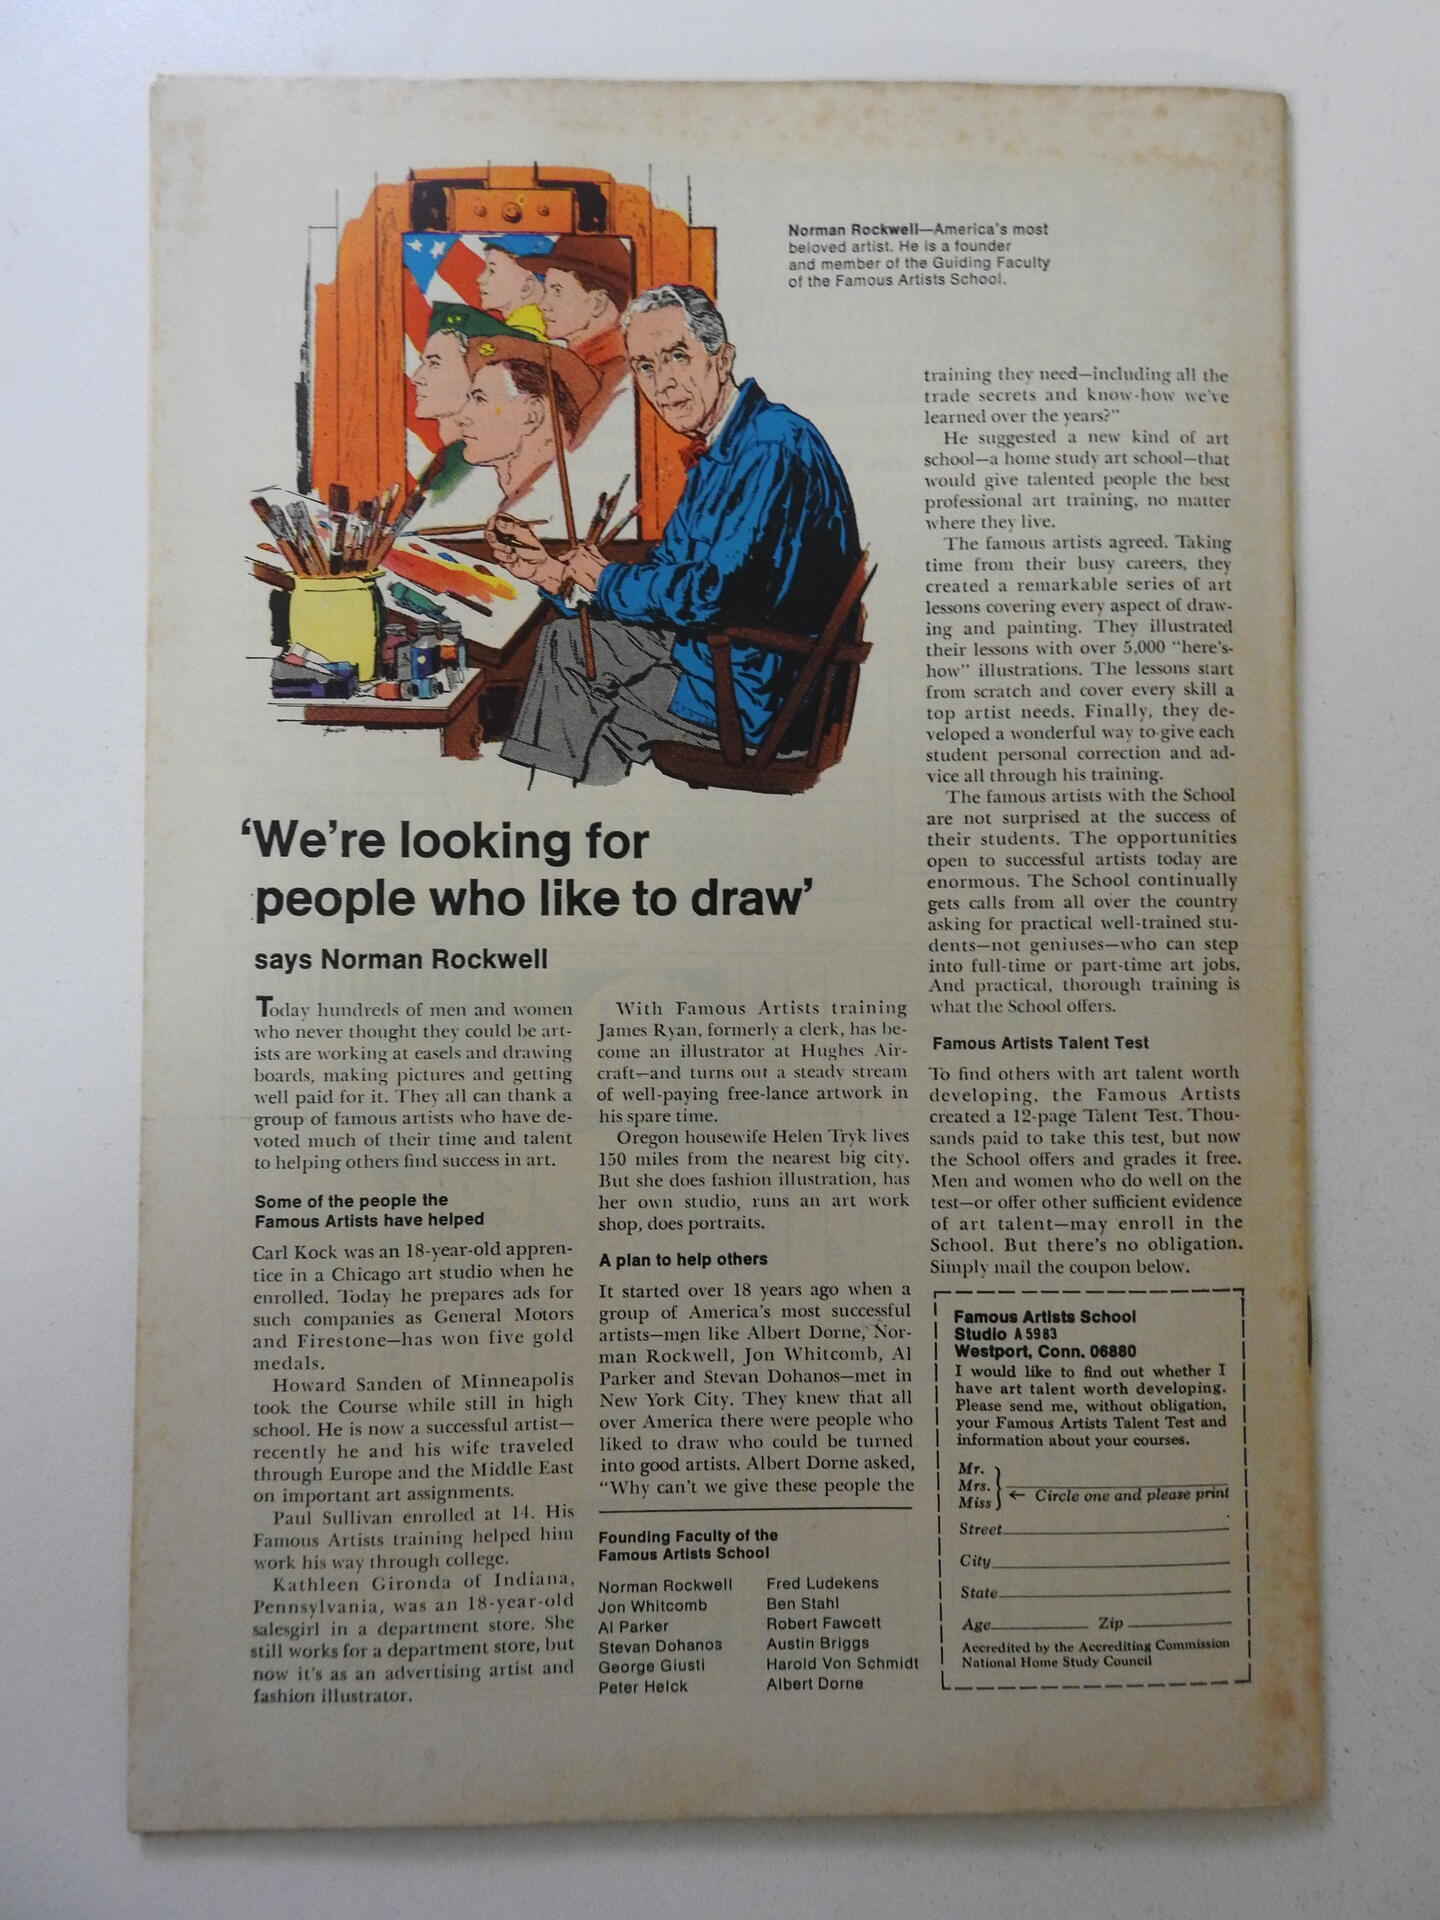 Norman Rockwell—America's most
beloved artist. He is a founder
and member of the Guiding Faculty
of the Famous Artists School.
'We're looking for
people who like to draw'
says Norman Rockwell
Today hundreds of men and women
who never thought they could be art-
ists are working at easels and drawing
boards, making pictures and getting
well paid for it. They all can thank a
group of famous artists who have de-
voted much of their time and talent
to helping others find success in art.
Some of the people the
Famous Artists have helped
Carl Kock was an 18-year-old appren-
tice in a Chicago art studio when he
enrolled. Today he prepares ads for
such companies as General Motors
and Firestone—has won five gold
medals.
Howard Sanden of Minneapolis
took the Course while still in high
school. He is now a successful artist—
recently he and his wife traveled
through Europe and the Middle East
on important art assignments.
Paul Sullivan enrolled at 14. His
Famous Artists training helped him
work his way through college.
Kathleen Gironda of Indiana,
Pennsylvania, was an 18-year-old
salesgirl in a department store. She
still works for a department store, but
now it's as an advertising artist and
fashion illustrator.
With Famous Artists training
James Ryan, formerly a clerk, has be-
come an illustrator at Hughes Air-
craft—and turns out a steady stream
of well-paying free-lance artwork in
his spare time.
Oregon housewife Helen Tryk lives
150 miles from the nearest big city.
But she does fashion illustration, has
her own studio, runs an art work
shop, does portraits.
A plan to help others
It started over 18 years ago when a
group of America's most successful
artists—men like Albert Dorne, Nor-
man Rockwell, Jon Whitcomb, Al
Parker and Stevan Dohanos—met in
New York City. They knew that all
over America there were people who
liked to draw who could be turned
into good artists. Albert Dorne asked,
"Why can't we give these people the
Founding Faculty of the
Famous Artists School
Norman Rockwell
Jon Whitcomb
Al Parker
Stevan Dohanos
George Giusti
Peter Helck
Fred Ludekens
Ben Stahl
Robert Fawcett
Austin Briggs
Harold Von Schmidt
Albert Dorne
training they need—including all the
trade secrets and know-how we've
learned over the years?"
He suggested a new kind of art
school—a home study art school—that
would give talented people the best
professional art training, no matter
where they live.
The famous artists agreed. Taking
time from their busy careers, they
created a remarkable series of art
lessons covering every aspect of draw-
ing and painting. They illustrated
their lessons with over 5,000 "here's-
how" illustrations. The lessons start
from scratch and cover every skill a
top artist needs. Finally, they de-
veloped a wonderful way to give each
student personal correction and ad-
vice all through his training.
The famous artists with the School
are not surprised at the success of
their students. The opportunities
open to successful artists today are
enormous. The School continually
gets calls from all over the country
asking for practical well-trained stu-
dents—not geniuses—who can step
into full-time or part-time art jobs.
And practical, thorough training is
what the School offers.
Famous Artists Talent Test
To find others with art talent worth
developing, the Famous Artists
created a 12-page Talent Test. Thou-
sands paid to take this test, but now
the School offers and grades it free.
Men and women who do well on the
test—or offer other sufficient evidence
of art talent—may enroll in the
School. But there's no obligation.
Simply mail the coupon below.
Famous Artists School
Studio A5983
Westport, Conn. 06880
I would like to find out whether I
have art talent worth developing.
Please send me, without obligation,
your Famous Artists Talent Test and
information about your courses.
Mr.
Mrs.
Miss
← Circle one and please print
Street
City
State
Age Zip
Accredited by the Accrediting Commission
National Home Study Council